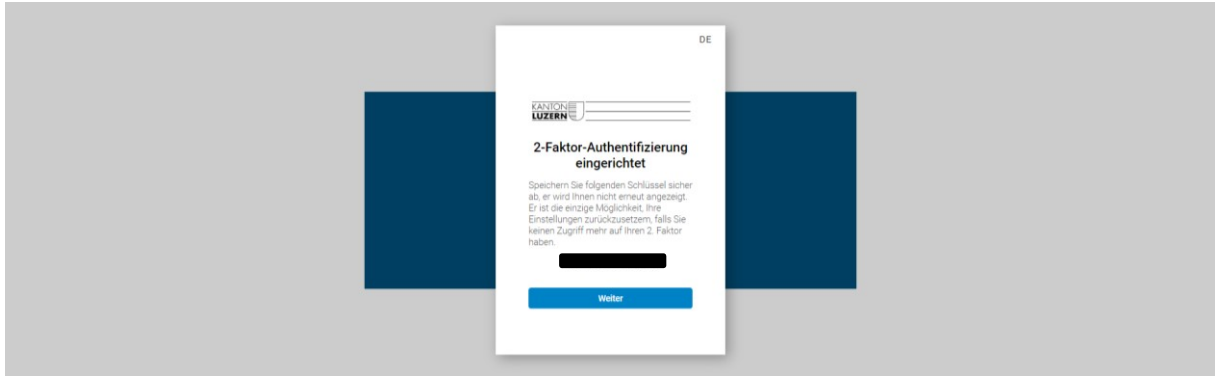 DE
KANTON
LUZERN
2-Faktor-Authentifizierung
eingerichtet
Speichern Sie folgenden Schlüssel sicher
ab, er wird Ihnen nicht erneut angezeigt.
Er ist die einzige Möglichkeit, Ihre
Einstellungen zurückzusetzem, falls Sie
keinen Zugriff mehr auf Ihren 2. Faktor
haben.
Weiter